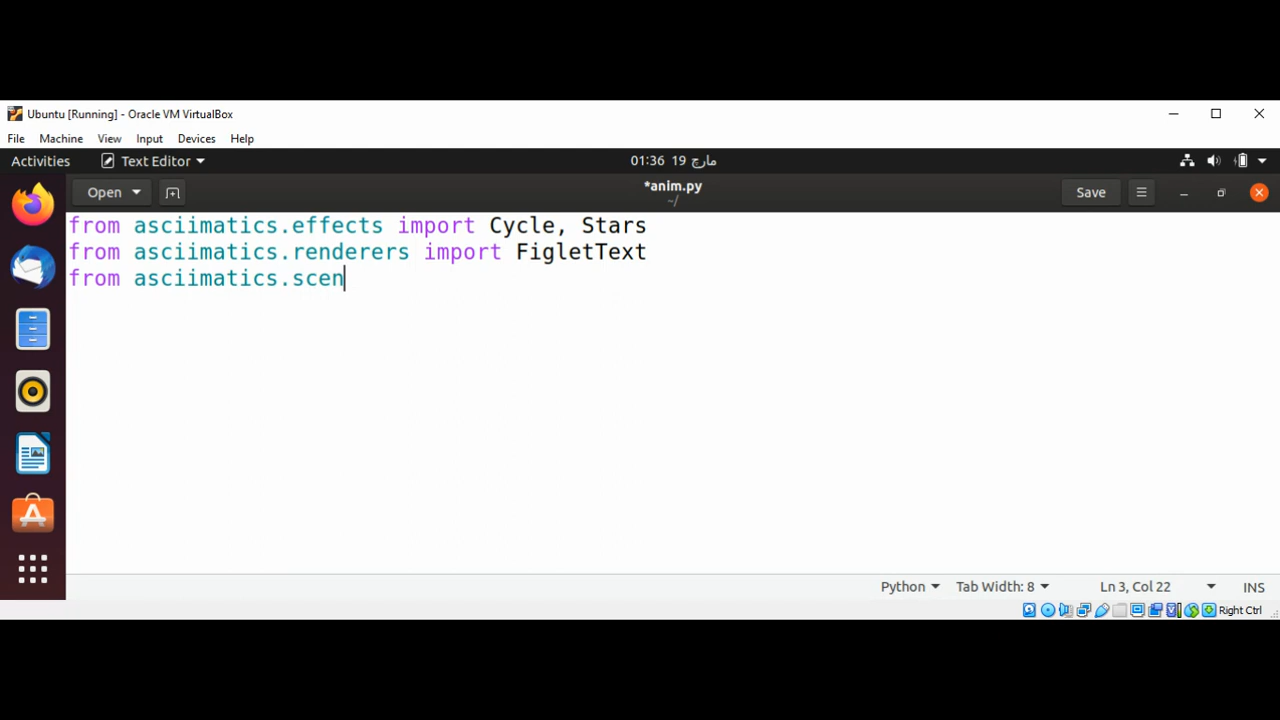 Ubuntu [Running] - Oracle VM VirtualBox
File Machine View Input Devices Help
Activities Text Editor 01:36 مارچ 19
Open *anim.py Save
~/
from asciimatics.effects import Cycle, Stars
from asciimatics.renderers import FigletText
from asciimatics.scen
Python Tab Width: 8 Ln 3, Col 22 INS
Right Ctrl